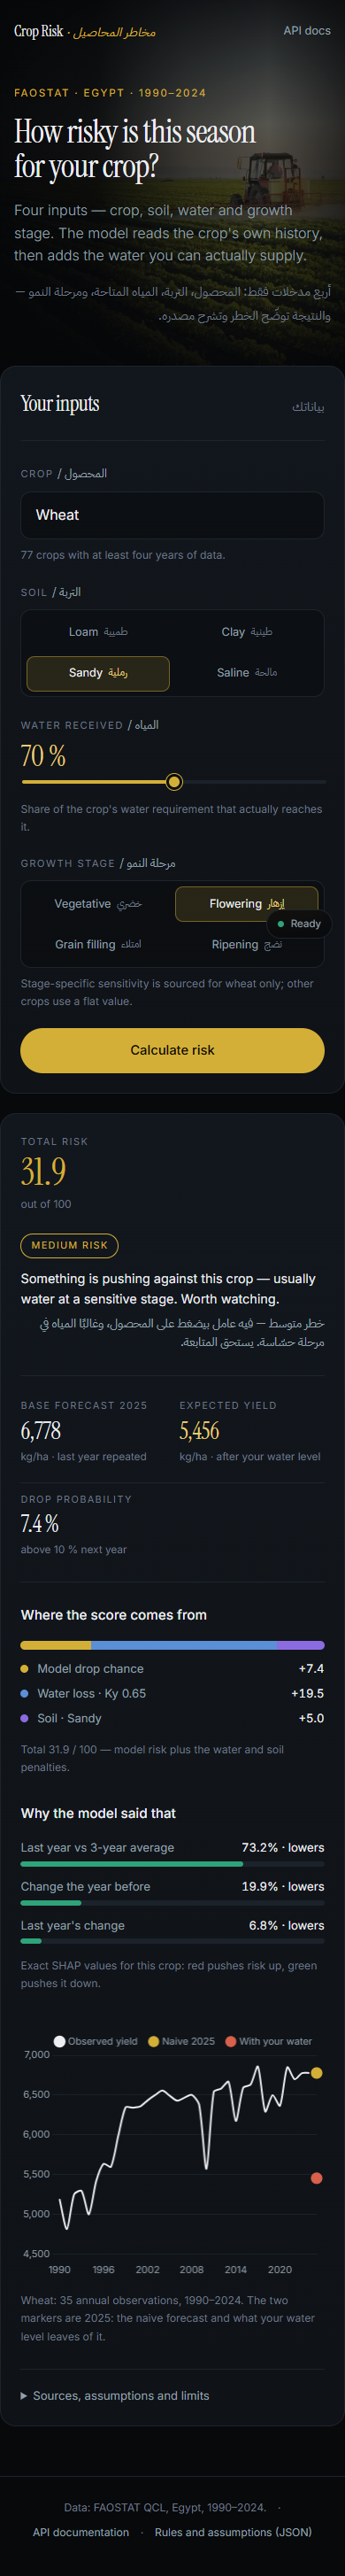 Crop Risk · مخاطر المحاصيل
API docs
FAOSTAT · EGYPT · 1990–2024
How risky is this season
for your crop?
Four inputs — crop, soil, water and growth
stage. The model reads the crop's own history,
then adds the water you can actually supply.
أربع مدخلات فقط: المحصول، التربة، المياه المتاحة، ومرحلة النمو —
والنتيجة توضّح الخطر وتشرح مصدره.
Your inputs
بياناتك
CROP / المحصول
Wheat
77 crops with at least four years of data.
SOIL / التربة
Loam طميية
Clay طينية
Sandy رملية
Saline مالحة
WATER RECEIVED / المياه
70 %
Share of the crop's water requirement that actually reaches
it.
GROWTH STAGE / مرحلة النمو
Vegetative خضري
Flowering إزهار
Ready
Grain filling امتلاء
Ripening نضج
Stage-specific sensitivity is sourced for wheat only; other
crops use a flat value.
Calculate risk
TOTAL RISK
31.9
out of 100
MEDIUM RISK
Something is pushing against this crop — usually
water at a sensitive stage. Worth watching.
خطر متوسط — فيه عامل بيضغط على المحصول، وغالبًا المياه في
مرحلة حسّاسة. يستحق المتابعة.
BASE FORECAST 2025
6,778
kg/ha · last year repeated
EXPECTED YIELD
5,456
kg/ha · after your water level
DROP PROBABILITY
7.4 %
above 10 % next year
Where the score comes from
Model drop chance +7.4
Water loss · Ky 0.65 +19.5
Soil · Sandy +5.0
Total 31.9 / 100 — model risk plus the water and soil
penalties.
Why the model said that
Last year vs 3-year average 73.2% · lowers
Change the year before 19.9% · lowers
Last year's change 6.8% · lowers
Exact SHAP values for this crop: red pushes risk up, green
pushes it down.
Observed yield Naive 2025 With your water
7,000
6,500
6,000
5,500
5,000
4,500
1990 1996 2002 2008 2014 2020
Wheat: 35 annual observations, 1990–2024. The two
markers are 2025: the naive forecast and what your water
level leaves of it.
▶ Sources, assumptions and limits
Data: FAOSTAT QCL, Egypt, 1990–2024. ·
API documentation · Rules and assumptions (JSON)